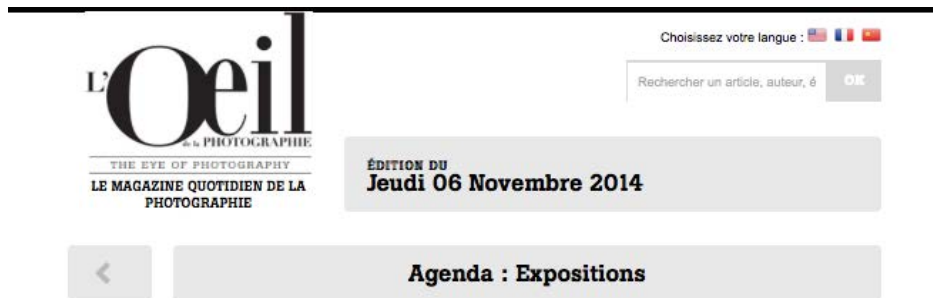 Choisissez votre langue :
Rechercher un article, auteur, é
OK
L'Oeil
de la PHOTOGRAPHIE
THE EYE OF PHOTOGRAPHY
LE MAGAZINE QUOTIDIEN DE LA
PHOTOGRAPHIE
ÉDITION DU
Jeudi 06 Novembre 2014
Agenda : Expositions